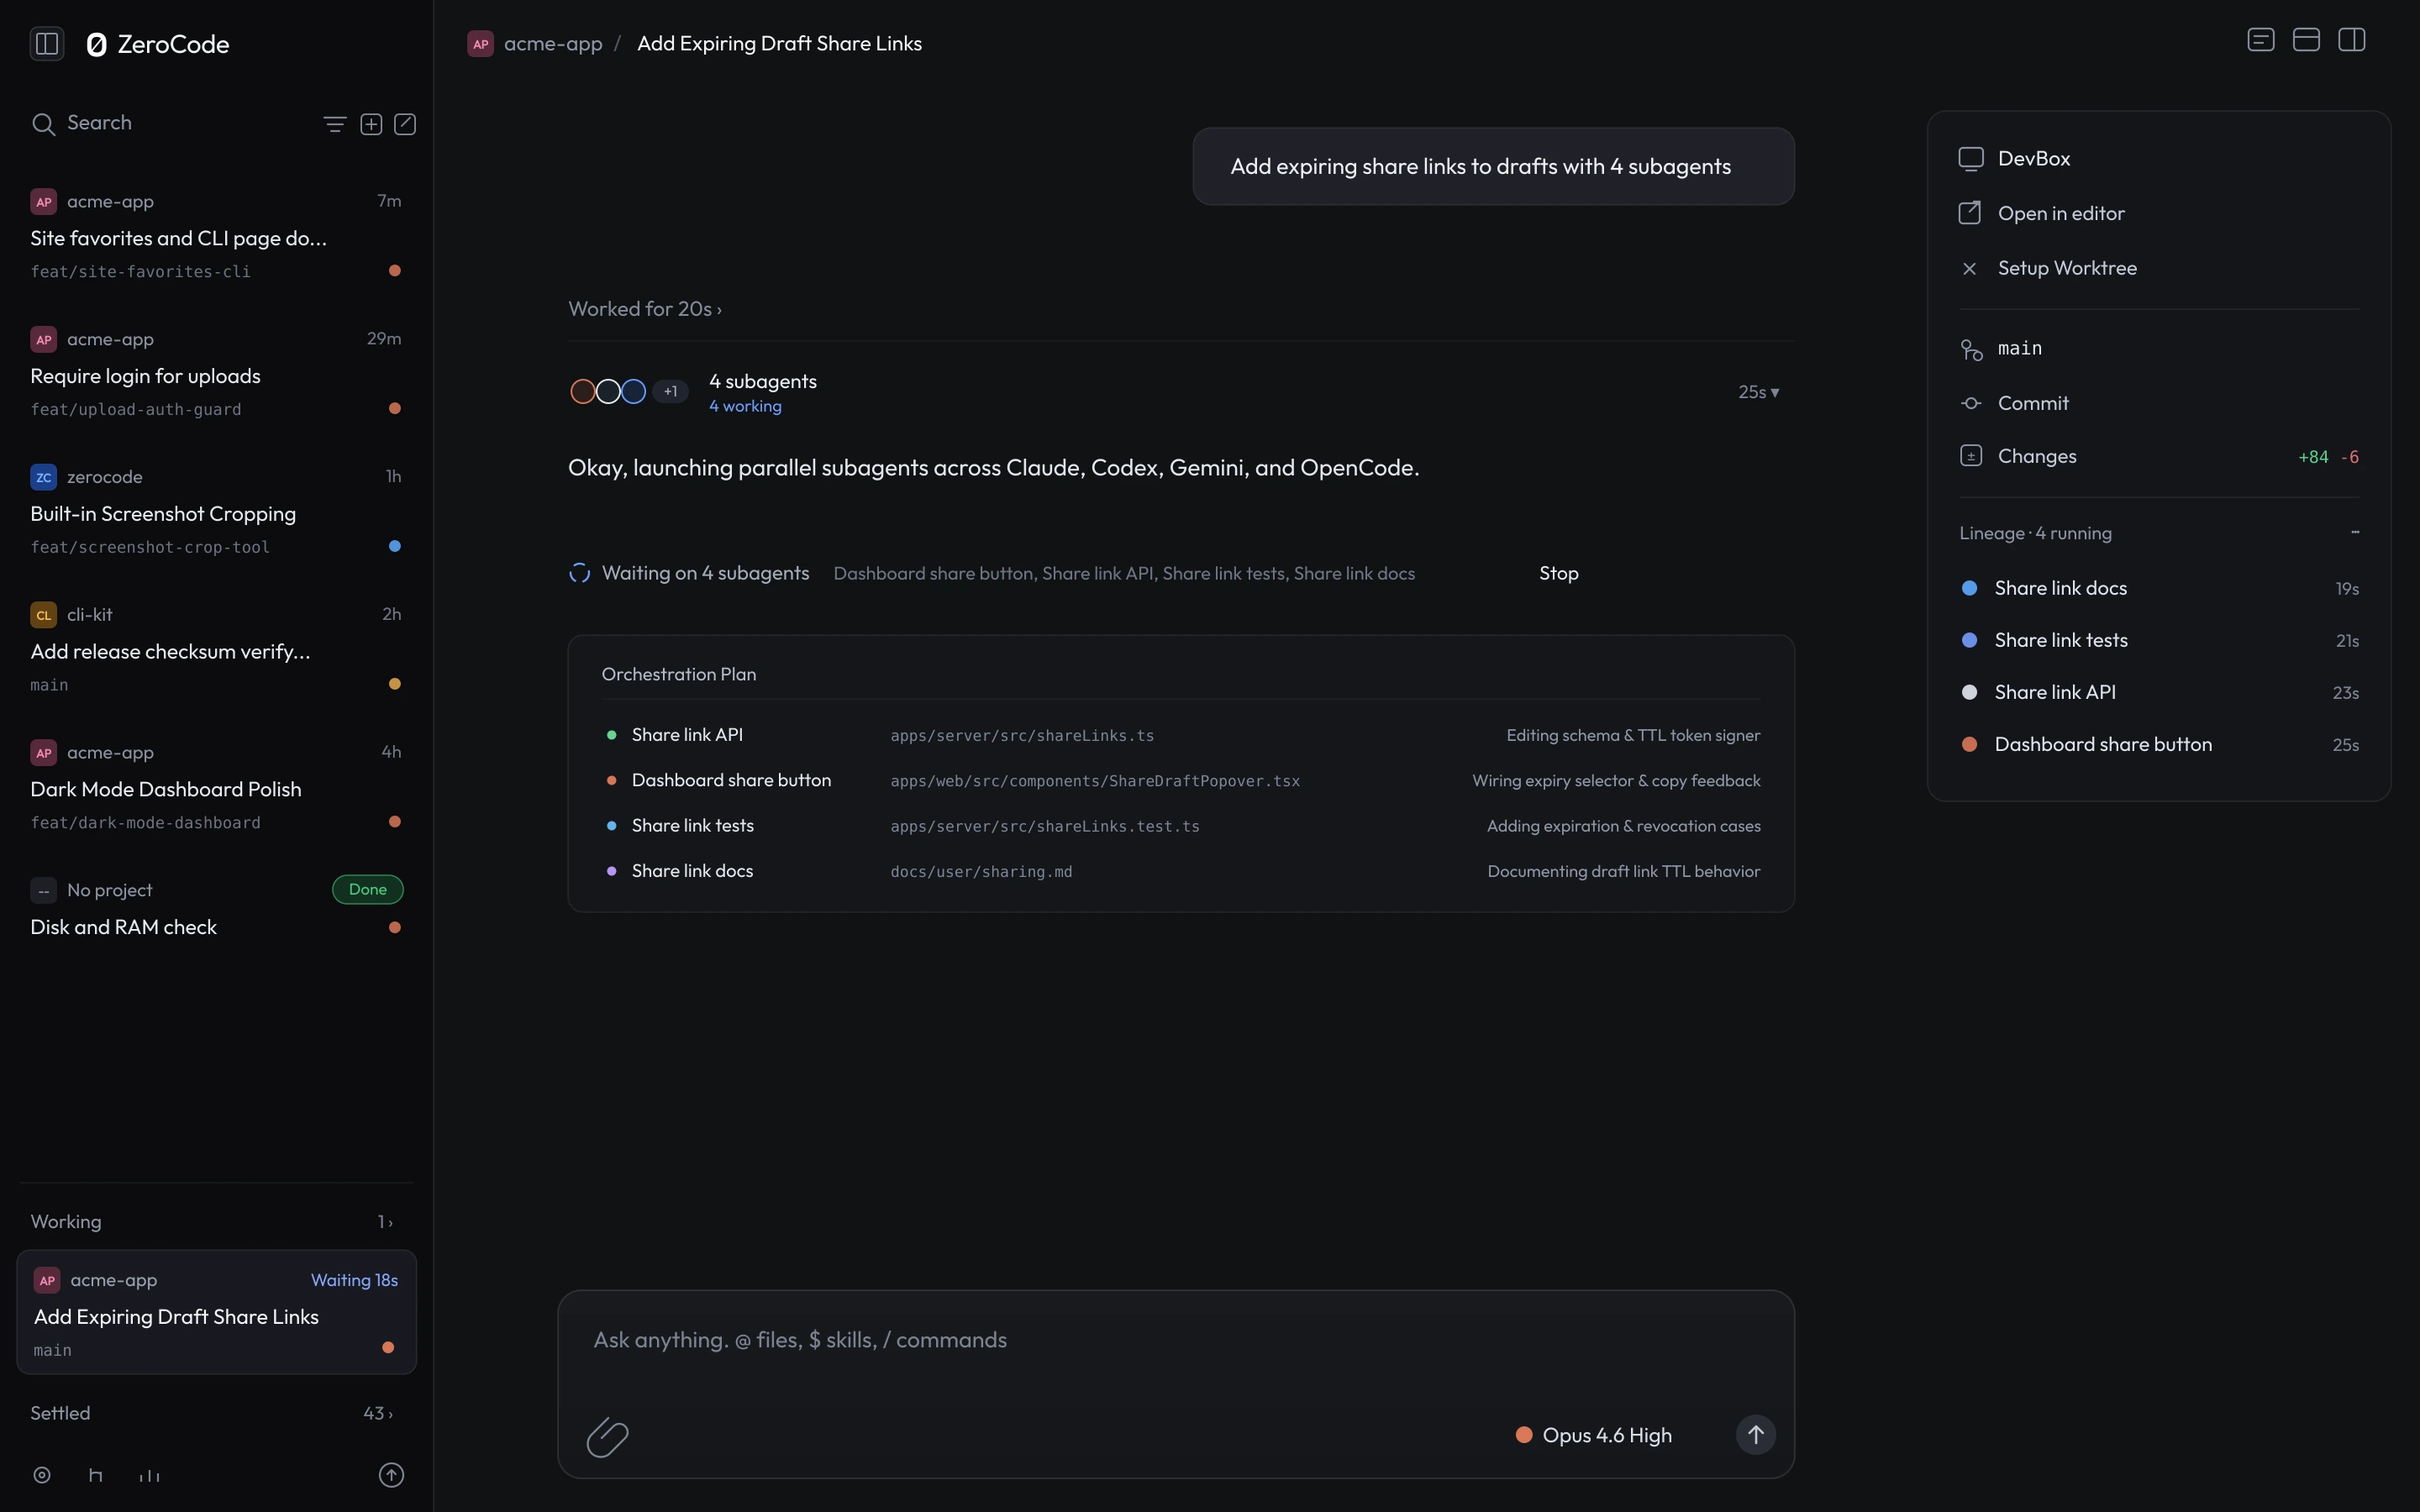 ZeroCode
Search
AP acme-app 7m
Site favorites and CLI page do...
feat/site-favorites-cli
AP acme-app 29m
Require login for uploads
feat/upload-auth-guard
ZC zerocode 1h
Built-in Screenshot Cropping
feat/screenshot-crop-tool
CL cli-kit 2h
Add release checksum verify...
main
AP acme-app 4h
Dark Mode Dashboard Polish
feat/dark-mode-dashboard
-- No project Done
Disk and RAM check
Working 1 ›
AP acme-app Waiting 18s
Add Expiring Draft Share Links
main
Settled 43 ›
AP acme-app / Add Expiring Draft Share Links
Add expiring share links to drafts with 4 subagents
Worked for 20s ›
+1 4 subagents 25s ▾
4 working
Okay, launching parallel subagents across Claude, Codex, Gemini, and OpenCode.
Waiting on 4 subagents Dashboard share button, Share link API, Share link tests, Share link docs Stop
Orchestration Plan
Share link API apps/server/src/shareLinks.ts Editing schema & TTL token signer
Dashboard share button apps/web/src/components/ShareDraftPopover.tsx Wiring expiry selector & copy feedback
Share link tests apps/server/src/shareLinks.test.ts Adding expiration & revocation cases
Share link docs docs/user/sharing.md Documenting draft link TTL behavior
Ask anything. @ files, $ skills, / commands
Opus 4.6 High
DevBox
Open in editor
Setup Worktree
main
Commit
Changes +84 -6
Lineage · 4 running –
Share link docs 19s
Share link tests 21s
Share link API 23s
Dashboard share button 25s